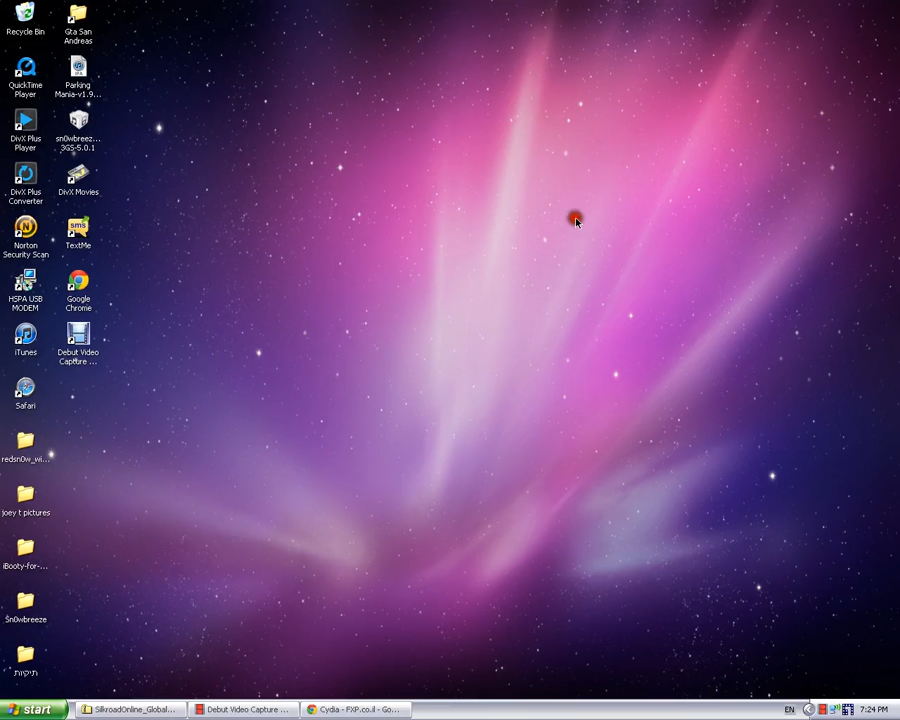 Recycle Bin
Gta San
Andreas
QuickTime
Player
Parking
Mania-v1.9...
DivX Plus
Player
sn0wbreez...
3GS-5.0.1
DivX Plus
Converter
DivX Movies
Norton
Security Scan
sms
TextMe
HSPA USB
MODEM
Google
Chrome
iTunes
Debut Video
Capture ...
Safari
redsn0w_wi...
joey t pictures
iBooty-for-...
Sn0wbreeze
תיקיות
start
SilkroadOnline_Global...
Debut Video Capture ...
Cydia - FXP.co.il - Go...
EN
7:24 PM